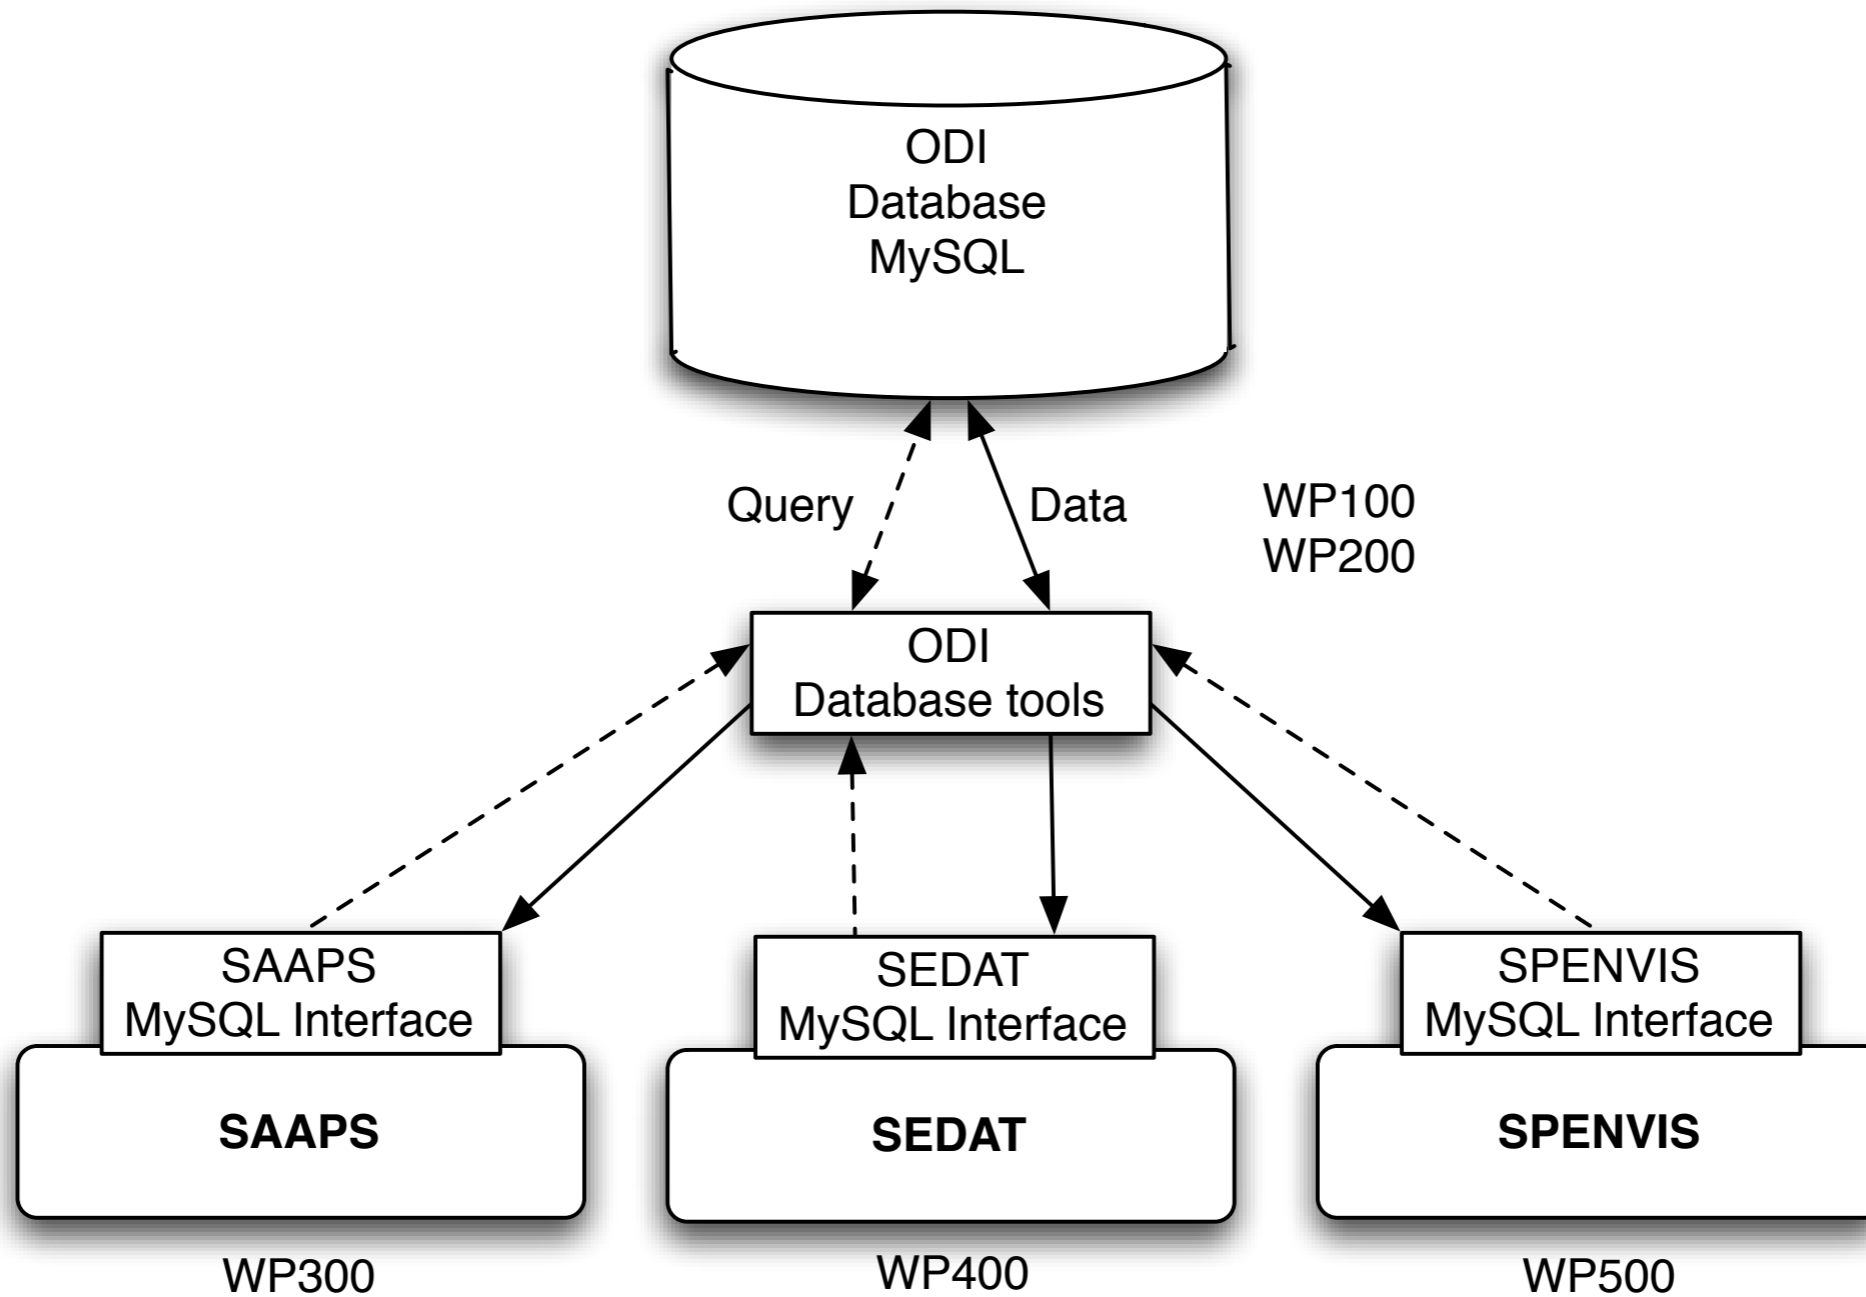 ODI
Database
MySQL
Query
Data
WP100
WP200
ODI
Database tools
SAAPS
MySQL Interface
SEDAT
MySQL Interface
SPENVIS
MySQL Interface
SAAPS
SEDAT
SPENVIS
WP300
WP400
WP500